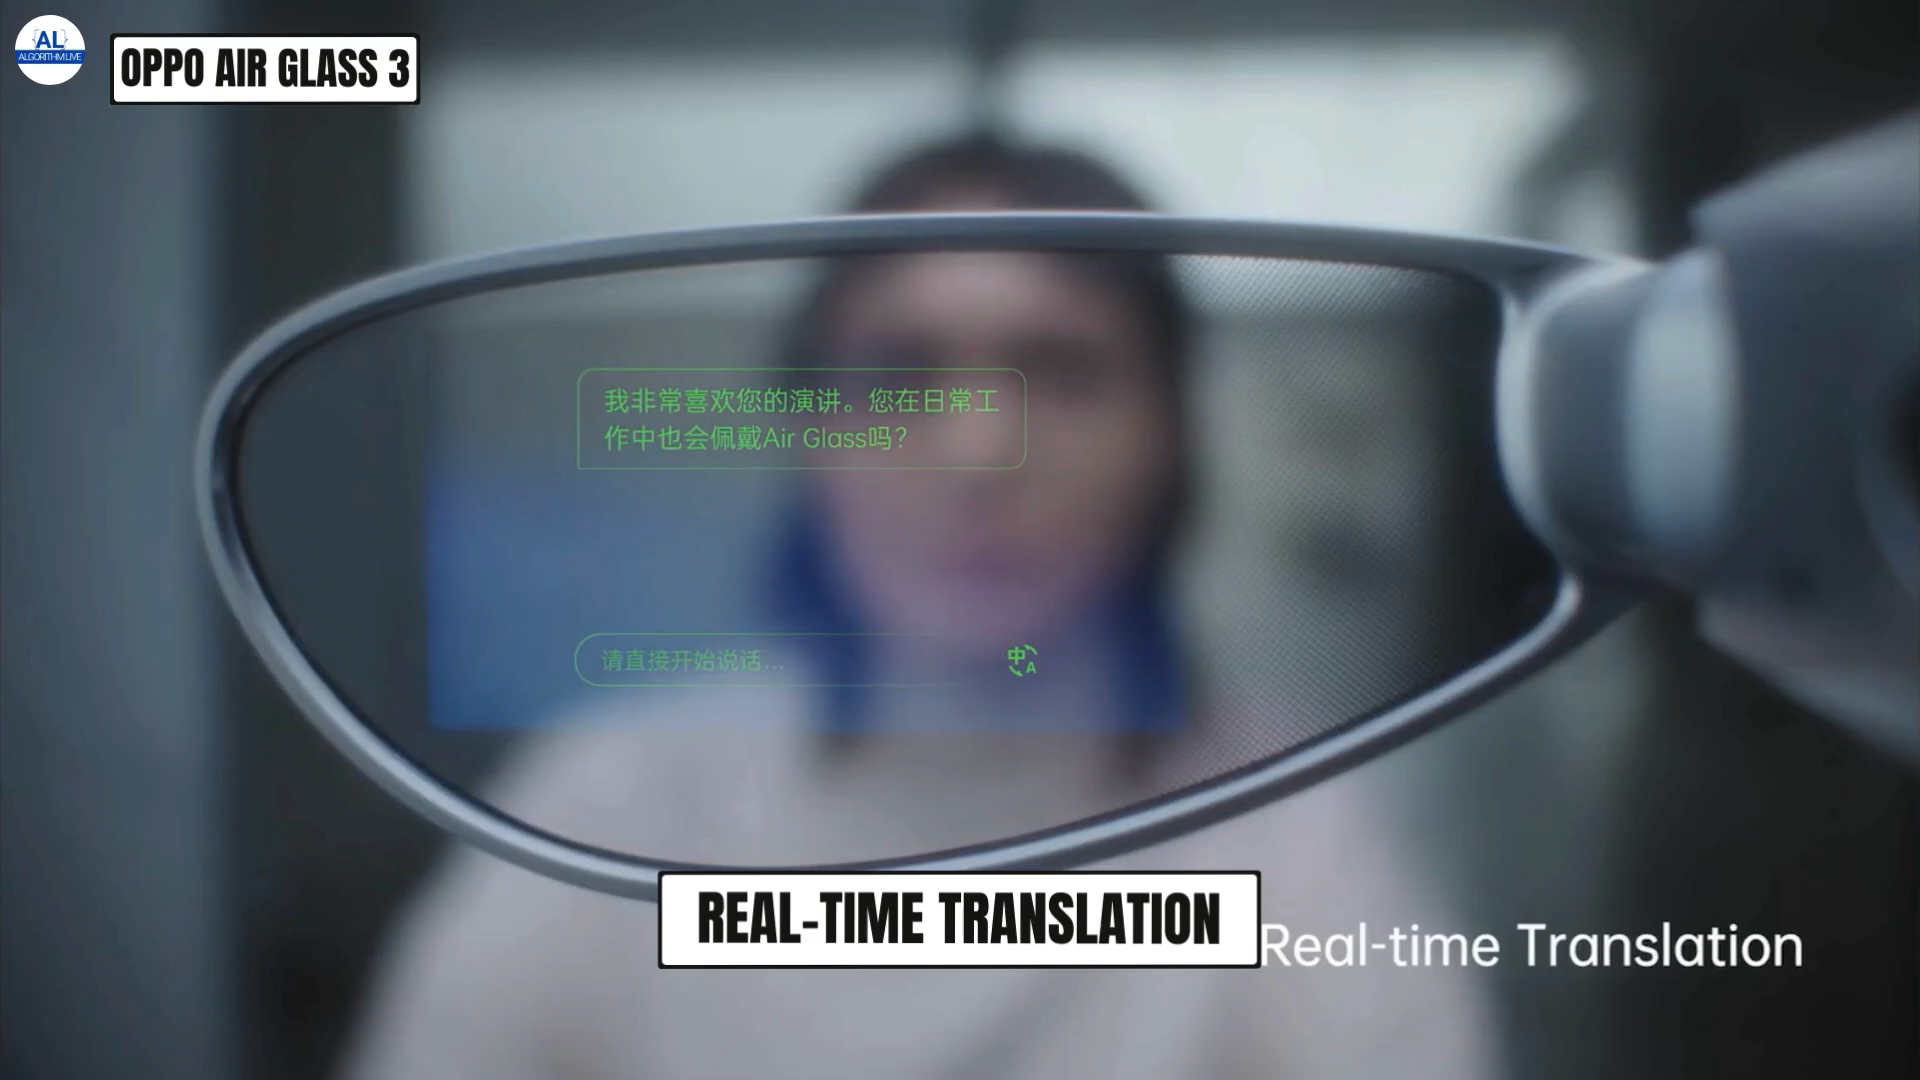 AL
ALGORITHM LIVE
OPPO AIR GLASS 3
我非常喜欢您的演讲。您在日常工
作中也会佩戴Air Glass吗？
请直接开始说话...
中 A
REAL-TIME TRANSLATION
Real-time Translation